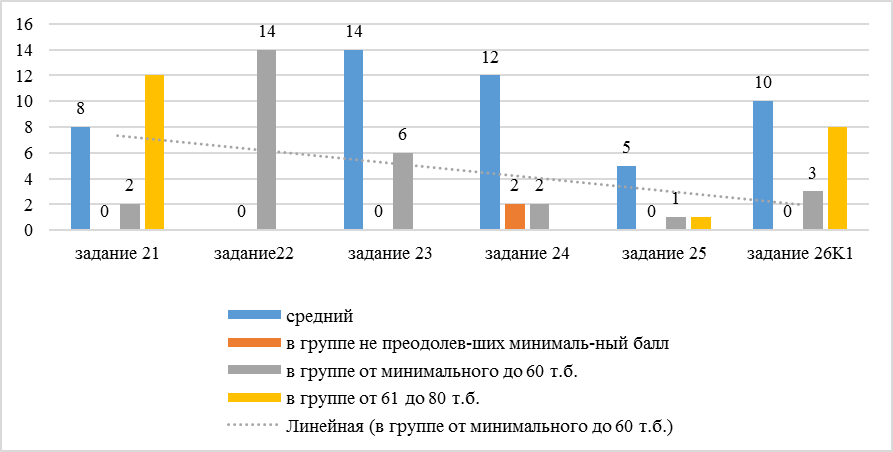 16
14
12
10
8
6
4
2
0
8 0 2
0 14
14 0 6
12 2 2
5 0 1
10 0 3
задание 21 задание22 задание 23 задание 24 задание 25 задание 26К1
средний
в группе не преодолев-ших минималь-ный балл
в группе от минимального до 60 т.б.
в группе от 61 до 80 т.б.
Линейная (в группе от минимального до 60 т.б.)